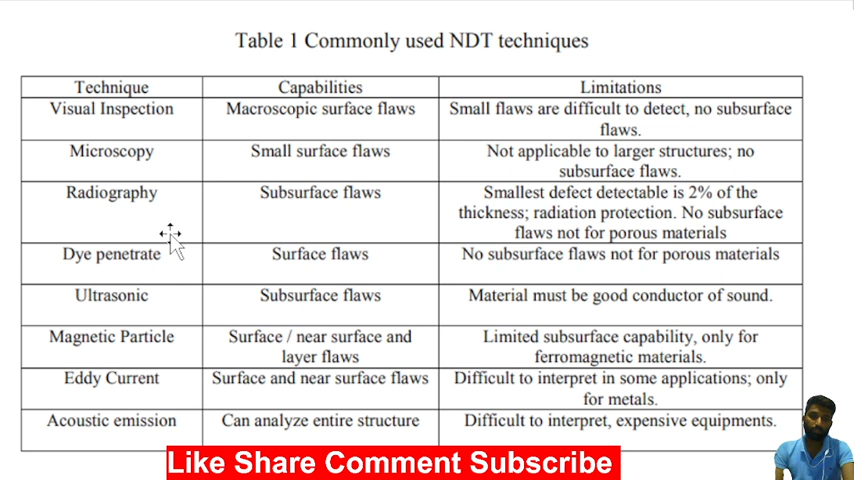 Table 1 Commonly used NDT techniques
Technique Capabilities Limitations
Visual Inspection Macroscopic surface flaws Small flaws are difficult to detect, no subsurface
flaws.
Microscopy Small surface flaws Not applicable to larger structures; no
subsurface flaws.
Radiography Subsurface flaws Smallest defect detectable is 2% of the
thickness; radiation protection. No subsurface
flaws not for porous materials
Dye penetrate Surface flaws No subsurface flaws not for porous materials
Ultrasonic Subsurface flaws Material must be good conductor of sound.
Magnetic Particle Surface / near surface and Limited subsurface capability, only for
layer flaws ferromagnetic materials.
Eddy Current Surface and near surface flaws Difficult to interpret in some applications; only
for metals.
Acoustic emission Can analyze entire structure Difficult to interpret, expensive equipments.
Like Share Comment Subscribe